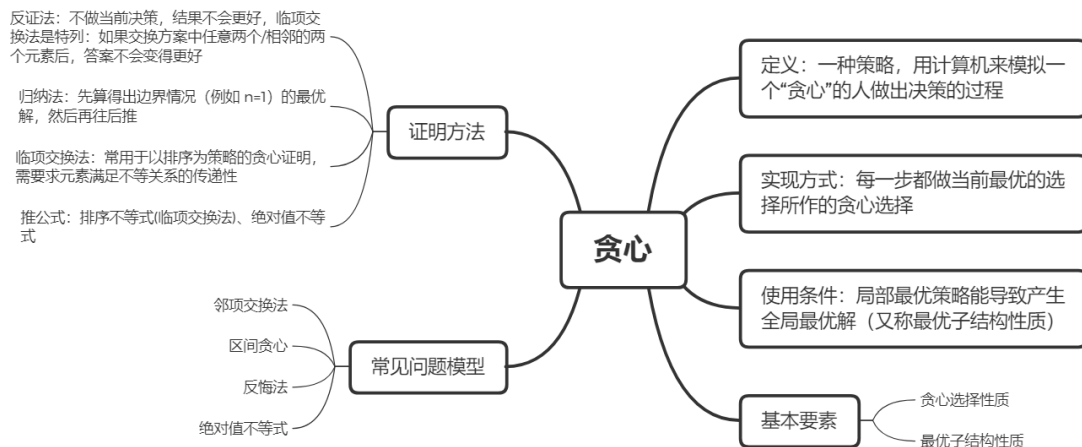 反证法：不做当前决策，结果不会更好，临项交
换法是特列：如果交换方案中任意两个/相邻的两
个元素后，答案不会变得更好
归纳法：先算得出边界情况（例如 n=1）的最优
解，然后再往后推
临项交换法：常用于以排序为策略的贪心证明，
需要求元素满足不等关系的传递性
推公式：排序不等式(临项交换法)、绝对值不等
式
证明方法
邻项交换法
区间贪心
反悔法
绝对值不等式
常见问题模型
贪心
定义：一种策略，用计算机来模拟一
个“贪心”的人做出决策的过程
实现方式：每一步都做当前最优的选
择所作的贪心选择
使用条件：局部最优策略能导致产生
全局最优解（又称最优子结构性质）
基本要素
贪心选择性质
最优子结构性质